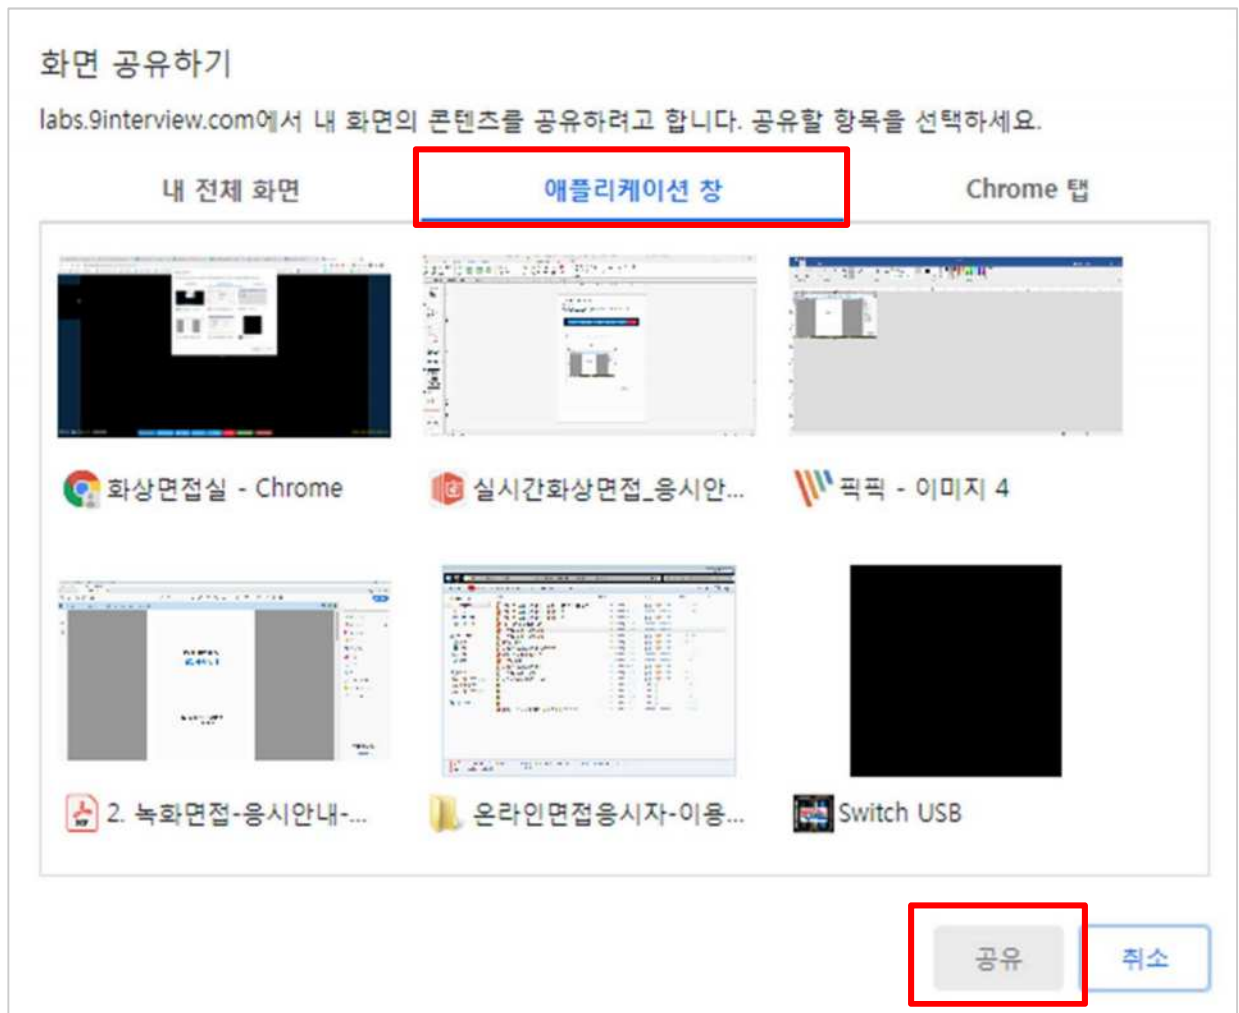 화면 공유하기
labs.9interview.com에서 내 화면의 콘텐츠를 공유하려고 합니다. 공유할 항목을 선택하세요.
내 전체 화면 애플리케이션 창 Chrome 탭
화상면접실 - Chrome 실시간화상면접_응시안... 픽픽 - 이미지 4
2. 녹화면접-응시안내-... 온라인면접응시자-이용... Switch USB
공유 취소